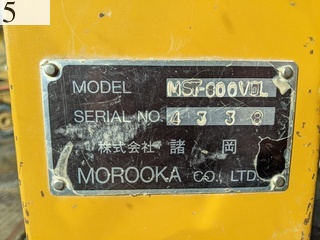 5
MODEL MST-600VDL
SERIAL NO. 4338
株式会社 諸岡
MOROOKA CO., LTD.